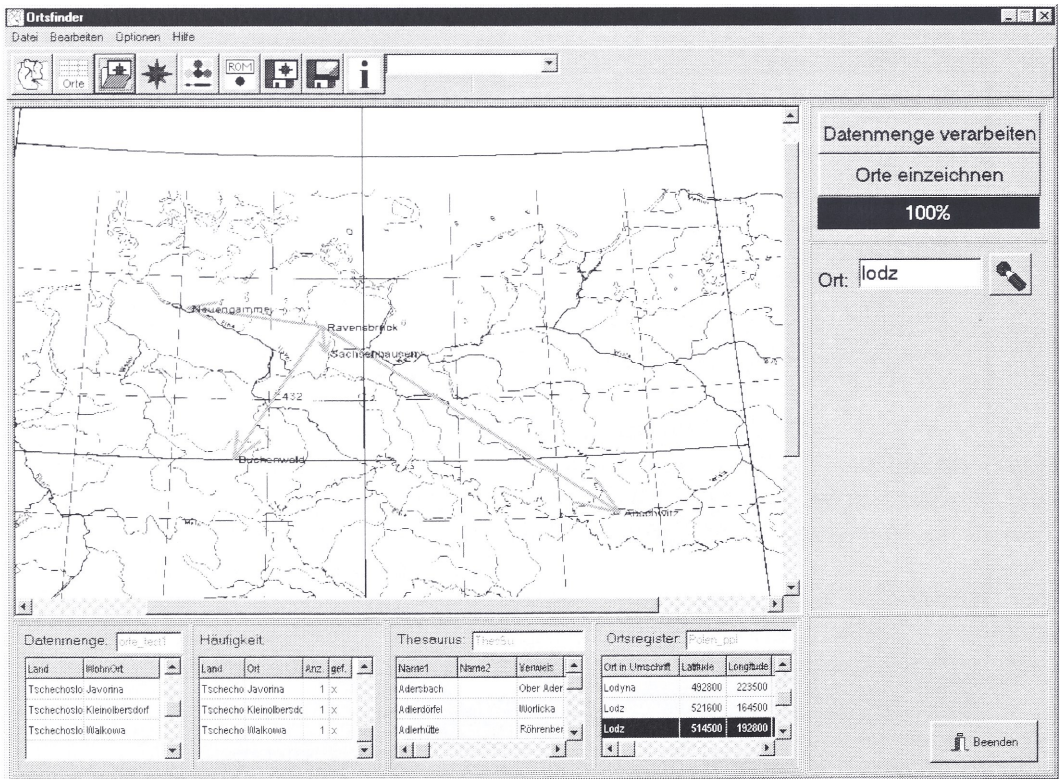 Ortsfinder
Datei Bearbeiten Optionen Hilfe
Orte
ROM
i
Datenmenge verarbeiten
Orte einzeichnen
100%
Ort: lodz
Neuengamme
Ravensbrück
Sachsenhausen
2432
Buchenwald
Auschwitz
Datenmenge: orte_test1
Land WohnOrt
Tschechoslo Javorina
Tschechoslo Kleinolbersdorf
Tschechoslo Walkowa
Häufigkeit:
Land Ort Anz gef.
Tschecho Javorina 1 x
Tschecho Kleinolbersdc 1 x
Tschecho Walkowa 1 x
Thesaurus: ThesSu
Name1 Name2 Verweis
Adersbach Ober Ader
Adlerdörfel Worlicka
Adlerhütte Röhrenber
Ortsregister: Polen_ppl
Ort in Umschrift Latitude Longitude
Lodyna 492800 223500
Lodz 521600 164500
Lodz 514500 192800
Beenden